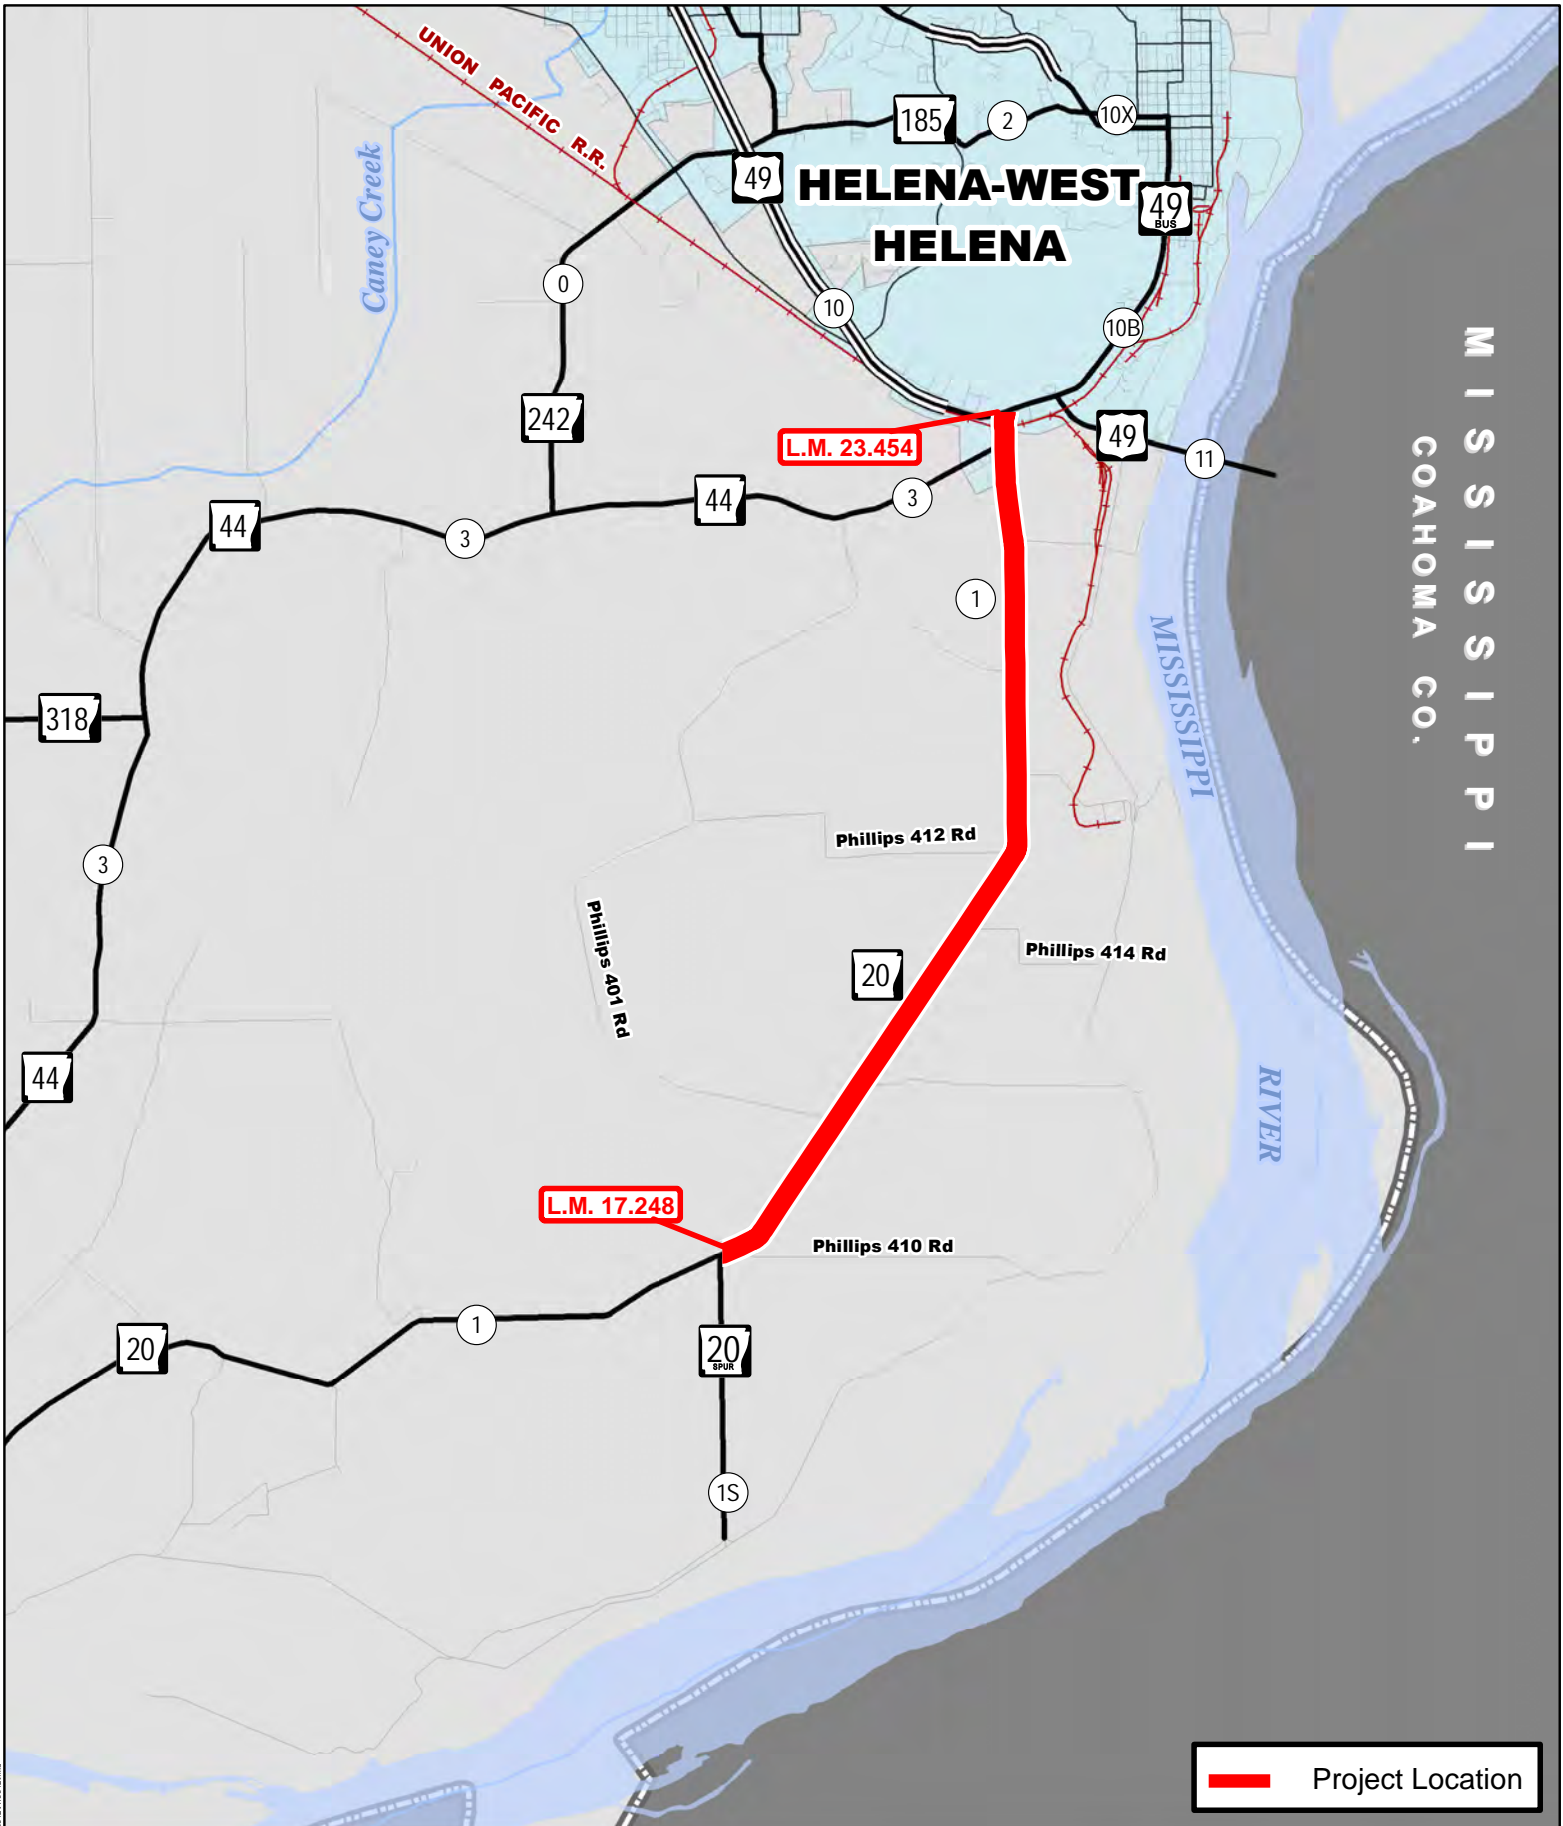 UNION PACIFIC R.R.
185
2
10X
49
HELENA-WEST
HELENA
49
BUS
Caney Creek
0
10
10B
MISSISSIPPI
COAHOMA CO.
242
L.M. 23.454
49
11
44
3
44
3
1
318
MISSISSIPPI
RIVER
3
Phillips 412 Rd
Phillips 401 Rd
Phillips 414 Rd
20
44
L.M. 17.248
Phillips 410 Rd
1
20
20
SPUR
1S
Project Location